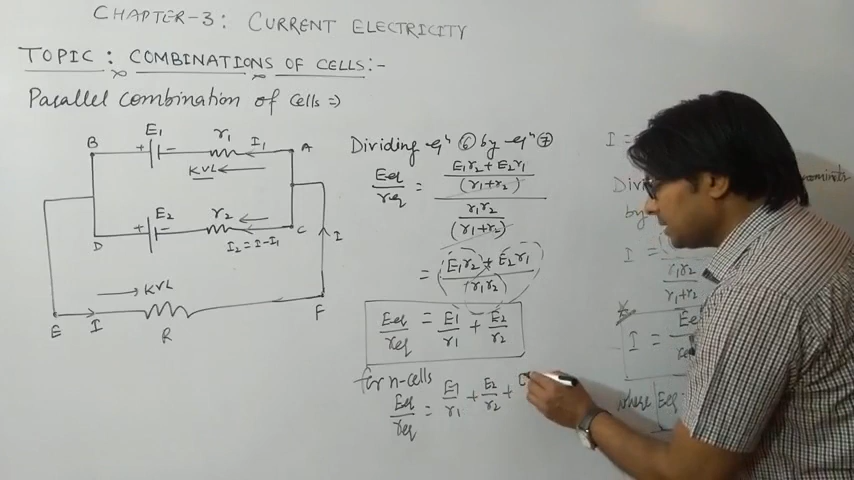 CHAPTER-3: CURRENT ELECTRICITY
TOPIC: COMBINATIONS OF CELLS:-
Parallel combination of cells =>
B E1 + - r1 I1 A
KVL
D + E2 - r2 I2 = I-I1 C
KVL
E I R F I
Dividing eqn ⑥ by eqn ⑦
Eeq/req = ((E1r2 + E2r1)/(r1+r2))/((r1r2)/(r1+r2))
= (E1r2 + E2r1)/(r1r2)
Eeq/req = E1/r1 + E2/r2
for n-cells
Eeq/req = E1/r1 + E2/r2 +
I =
by
I =
r1r2/(r1+r2)
I =
where Eeq